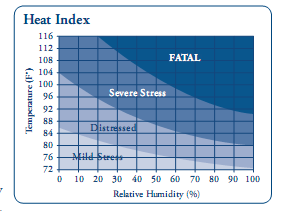 Heat Index
116
112
108
104
100
96
92
88
84
80
76
72
Temperature (F°)
FATAL
Severe Stress
Distressed
Mild Stress
0 10 20 30 40 50 60 70 80 90 100
Relative Humidity (%)